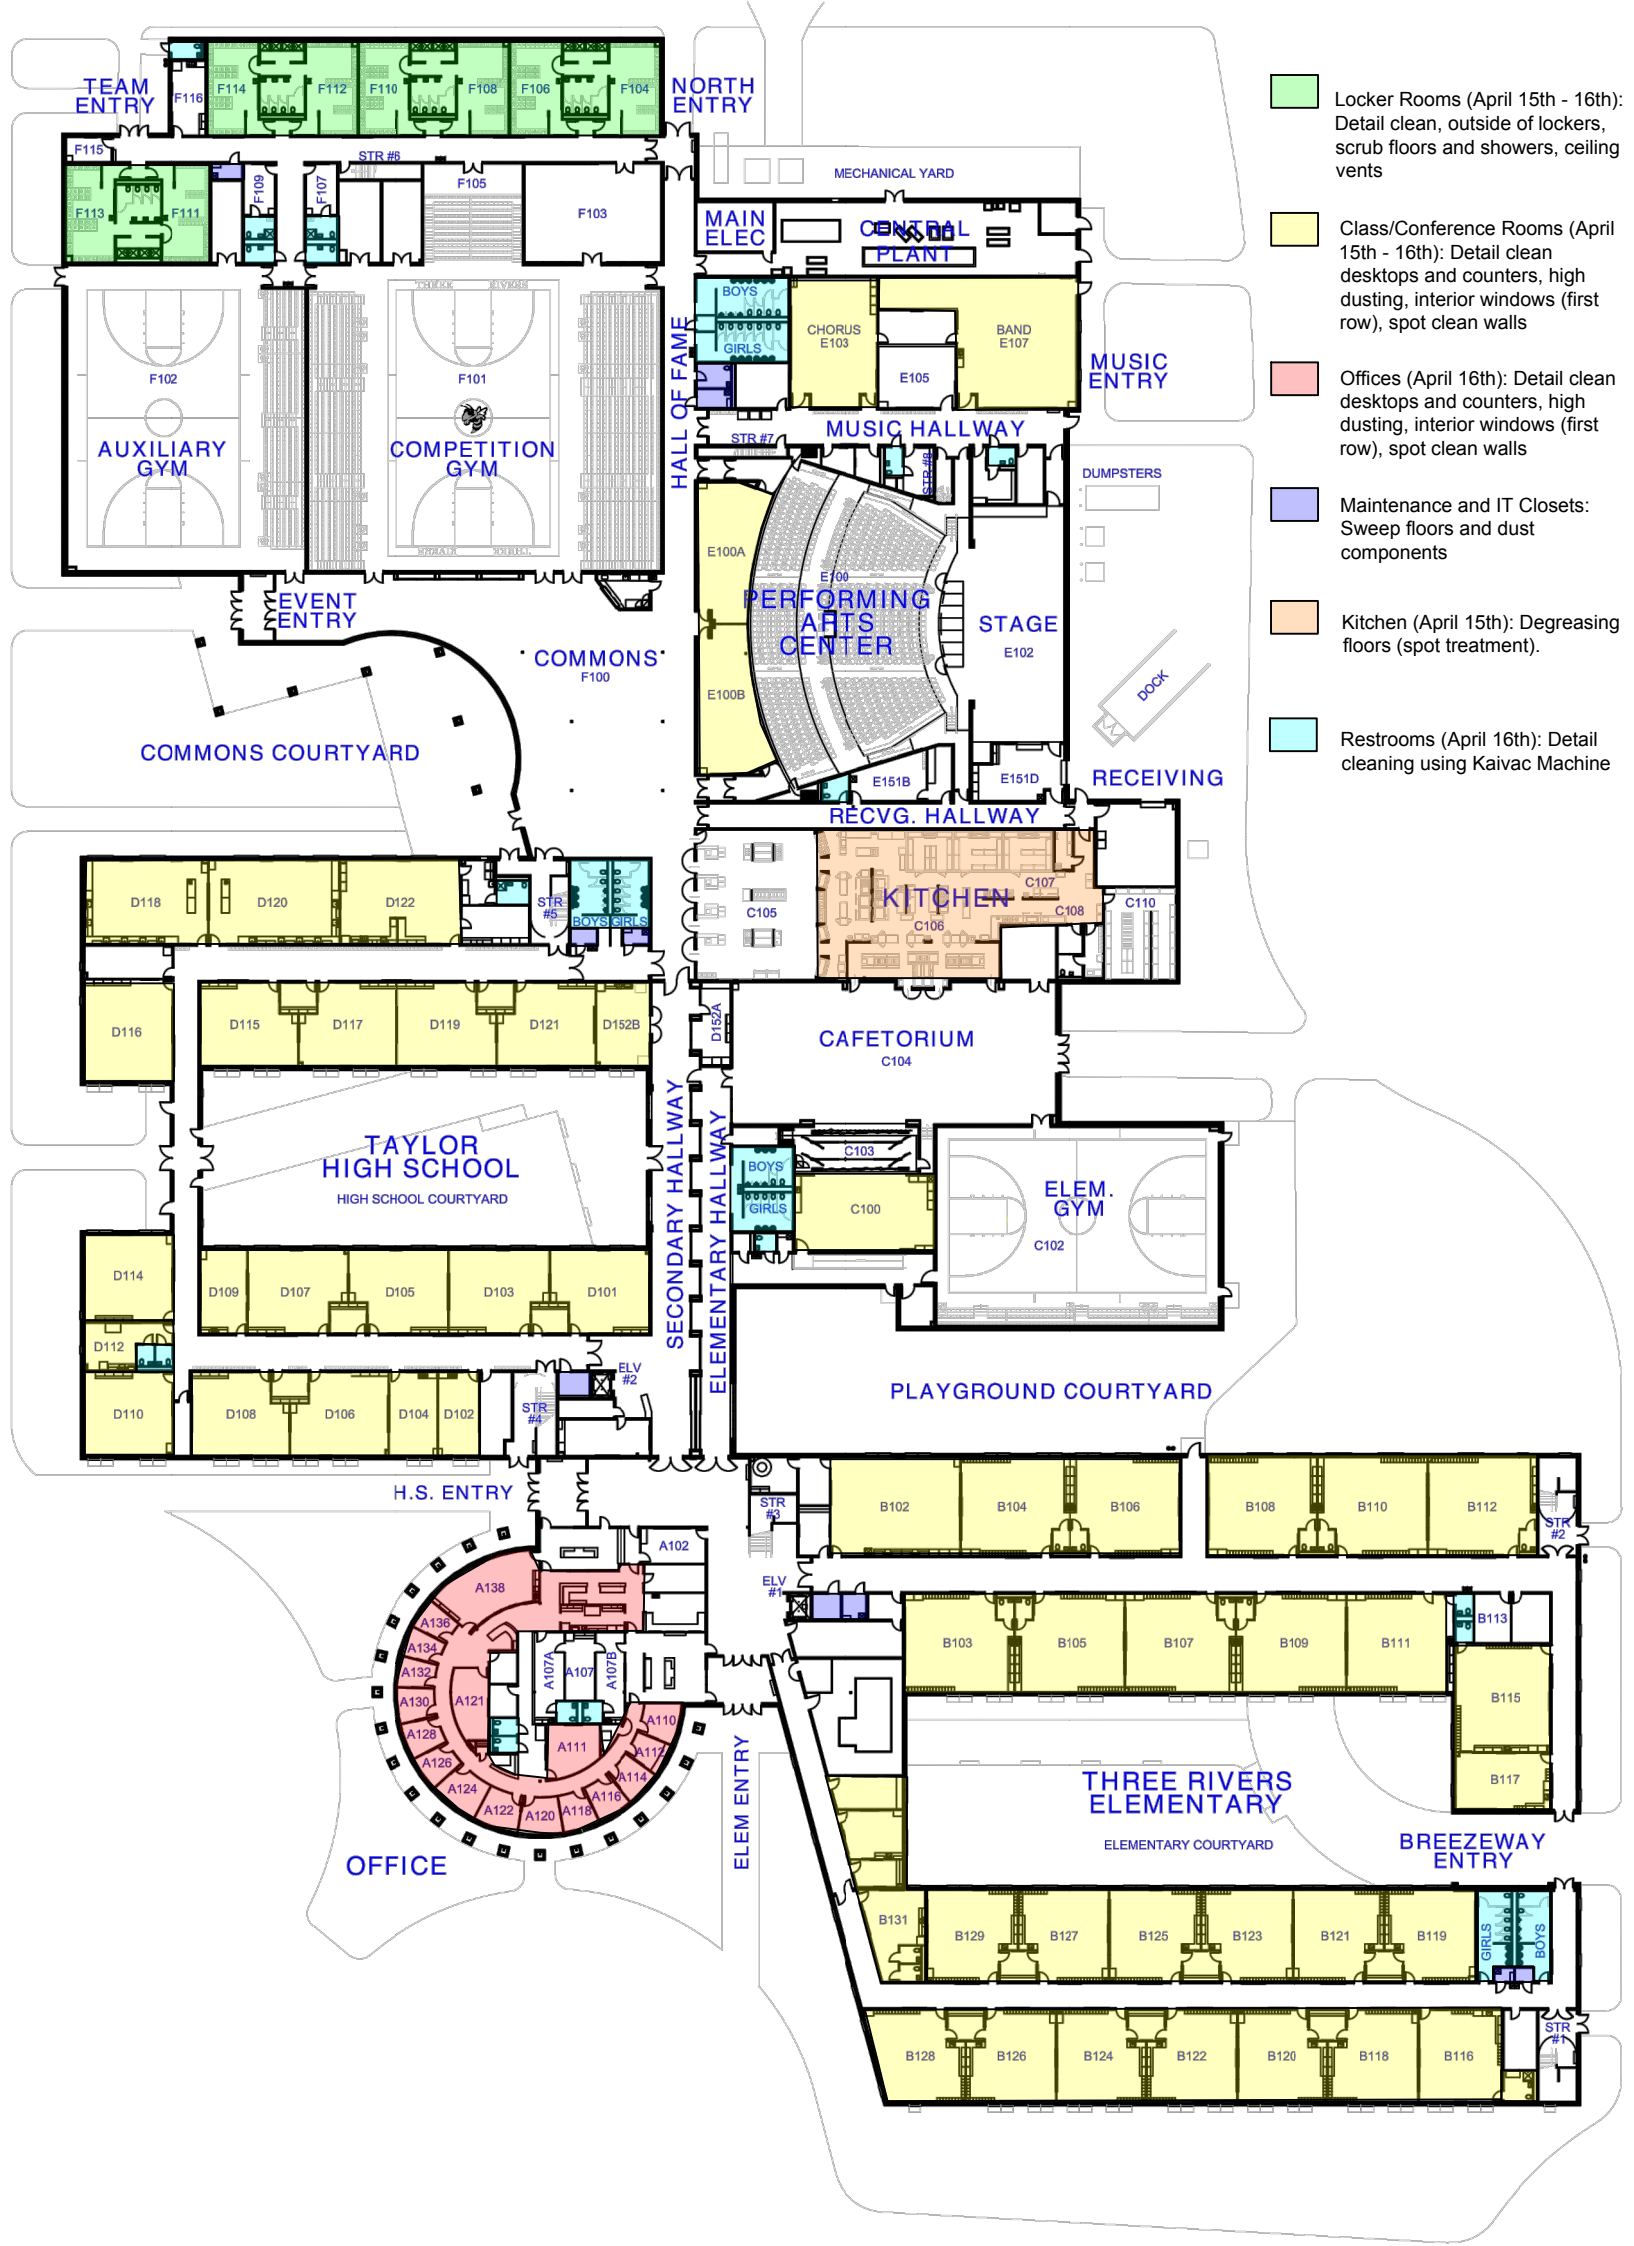 TEAM
ENTRY
F116
F114
F112
F110
F108
F106
F104
NORTH
ENTRY
F115
STR #6
F113
F111
F109
F107
F105
F103
MECHANICAL YARD
MAIN
ELEC
CENTRAL
PLANT
THREE RIVERS
BOYS
GIRLS
CHORUS
E103
BAND
E107
E105
MUSIC
ENTRY
HALL OF FAME
F102
F101
AUXILIARY
GYM
COMPETITION
GYM
THREE RIVERS
STR #7
MUSIC HALLWAY
STR #8
DUMPSTERS
E100A
E100
PERFORMING
ARTS
CENTER
E100B
STAGE
E102
EVENT
ENTRY
COMMONS
F100
DOCK
COMMONS COURTYARD
E151B
E151D
RECEIVING
RECVG. HALLWAY
D118
D120
D122
STR
#5
BOYS
GIRLS
C105
KITCHEN
C107
C108
C106
C110
D116
D115
D117
D119
D121
D152B
D152A
CAFETORIUM
C104
TAYLOR
HIGH SCHOOL
HIGH SCHOOL COURTYARD
SECONDARY HALLWAY
ELEMENTARY HALLWAY
BOYS
GIRLS
C103
C100
ELEM.
GYM
C102
D114
D109
D107
D105
D103
D101
D112
D110
D108
D106
D104
D102
STR
#4
ELV
#2
PLAYGROUND COURTYARD
H.S. ENTRY
STR
#3
B102
B104
B106
B108
B110
B112
STR
#2
A102
ELV
#1
A138
A136
A134
A132
A130
A128
A126
A124
A122
A120
A118
A116
A114
A112
A110
A121
A107A
A107
A107B
A111
B103
B105
B107
B109
B111
B113
B115
B117
OFFICE
ELEM ENTRY
THREE RIVERS
ELEMENTARY
ELEMENTARY COURTYARD
BREEZEWAY
ENTRY
B131
B129
B127
B125
B123
B121
B119
GIRLS
BOYS
B128
B126
B124
B122
B120
B118
B116
STR
#1
Locker Rooms (April 15th - 16th):
Detail clean, outside of lockers,
scrub floors and showers, ceiling
vents
Class/Conference Rooms (April
15th - 16th): Detail clean
desktops and counters, high
dusting, interior windows (first
row), spot clean walls
Offices (April 16th): Detail clean
desktops and counters, high
dusting, interior windows (first
row), spot clean walls
Maintenance and IT Closets:
Sweep floors and dust
components
Kitchen (April 15th): Degreasing
floors (spot treatment).
Restrooms (April 16th): Detail
cleaning using Kaivac Machine